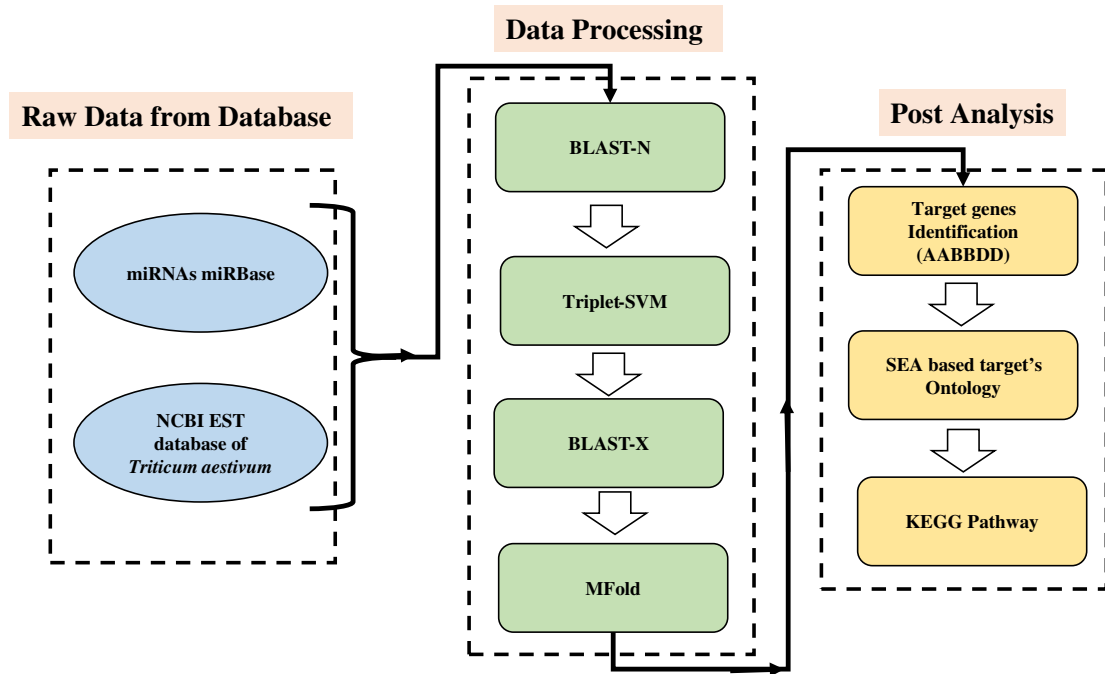 Raw Data from Database
miRNAs miRBase
NCBI EST
database of
Triticum aestivum
Data Processing
BLAST-N
Triplet-SVM
BLAST-X
MFold
Post Analysis
Target genes
Identification
(AABBDD)
SEA based target’s
Ontology
KEGG Pathway